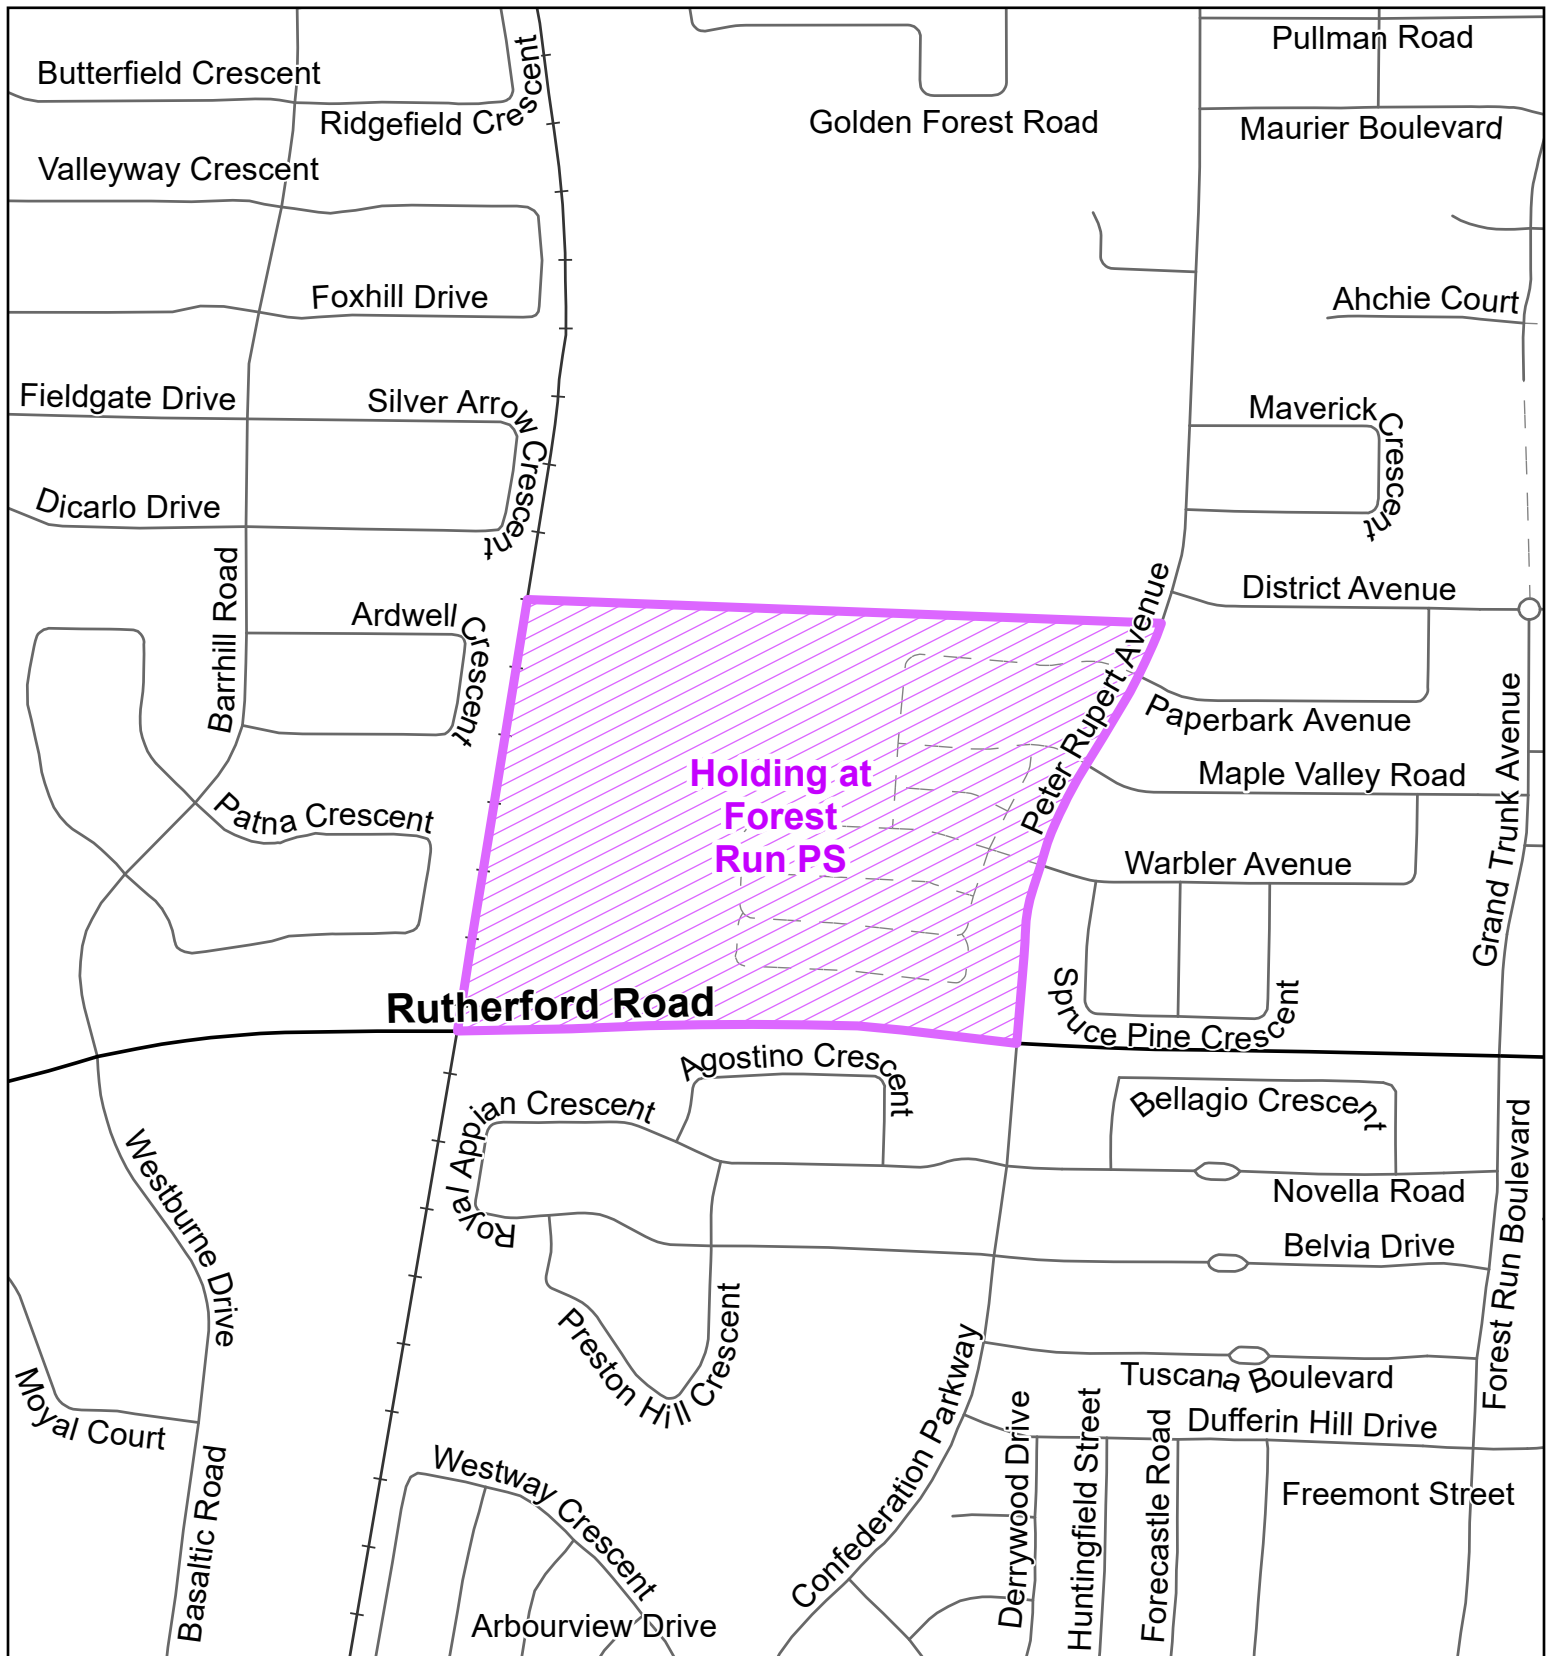 Pullman Road
Butterfield Crescent
Ridgefield Crescent
Golden Forest Road
Maurier Boulevard
Valleyway Crescent
Foxhill Drive
Ahchie Court
Fieldgate Drive
Silver Arrow Crescent
Maverick Crescent
Dicarlo Drive
Barrhill Road
Ardwell Crescent
District Avenue
Peter Rupert Avenue
Paperbark Avenue
Grand Trunk Avenue
Maple Valley Road
Holding at
Forest
Run PS
Patna Crescent
Warbler Avenue
Rutherford Road
Spruce Pine Crescent
Agostino Crescent
Royal Appian Crescent
Bellagio Crescent
Westburne Drive
Novella Road
Belvia Drive
Forest Run Boulevard
Preston Hill Crescent
Moyal Court
Tuscana Boulevard
Confederation Parkway
Dufferin Hill Drive
Derrywood Drive
Huntingfield Street
Forecastle Road
Freemont Street
Basaltic Road
Westway Crescent
Arbourview Drive